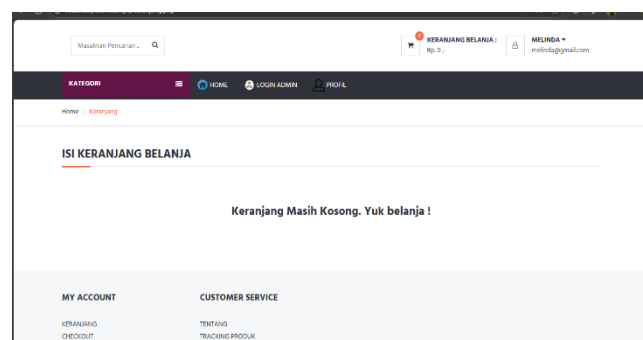 Masukkan Pencarian..
0
KERANJANG BELANJA :
Rp. 0 ,-
MELINDA
melinda@gmail.com
KATEGORI
HOME
LOGIN ADMIN
PROFIL
Home / Keranjang
ISI KERANJANG BELANJA
Keranjang Masih Kosong. Yuk belanja !
MY ACCOUNT
CUSTOMER SERVICE
KERANJANG
TENTANG
CHECKOUT
TRACKING PRODUK